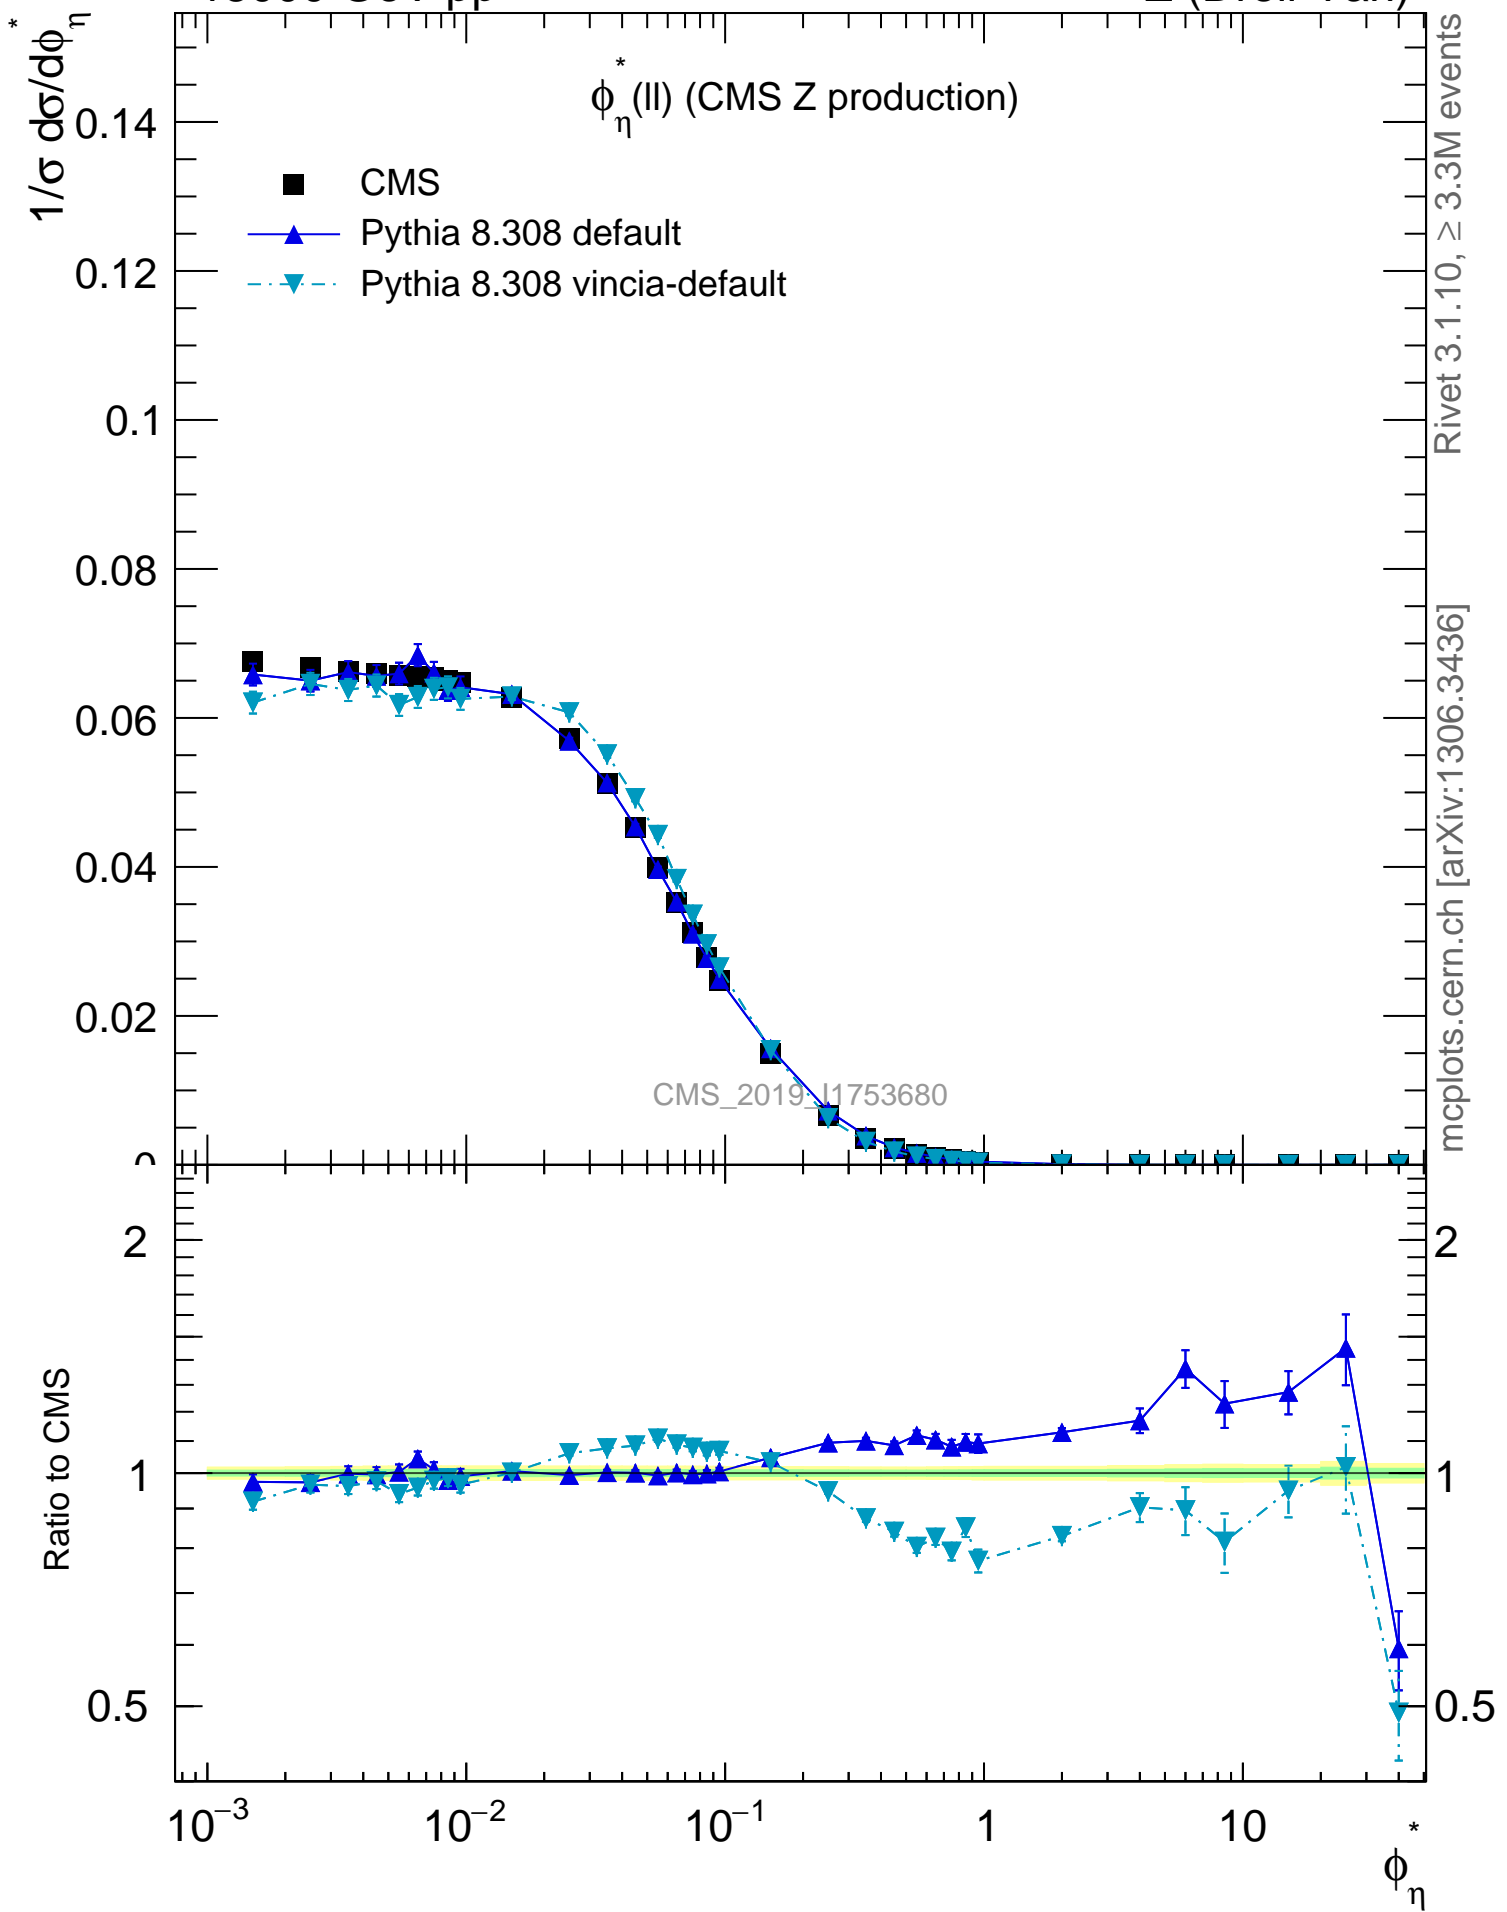 1/σ dσ/dϕ*η
ϕ*η(ll) (CMS Z production)
CMS
Pythia 8.308 default
Pythia 8.308 vincia-default
0.14
0.12
0.1
0.08
0.06
0.04
0.02
0
CMS_2019_I1753680
Rivet 3.1.10, ≥ 3.3M events
mcplots.cern.ch [arXiv:1306.3436]
Ratio to CMS
2
1
0.5
2
1
0.5
10−3
10−2
10−1
1
10
ϕ*η